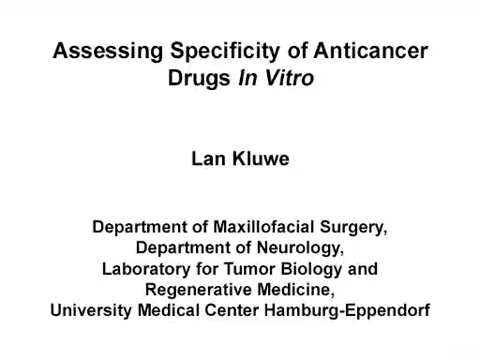 Assessing Specificity of Anticancer
Drugs In Vitro
Lan Kluwe
Department of Maxillofacial Surgery,
Department of Neurology,
Laboratory for Tumor Biology and
Regenerative Medicine,
University Medical Center Hamburg-Eppendorf